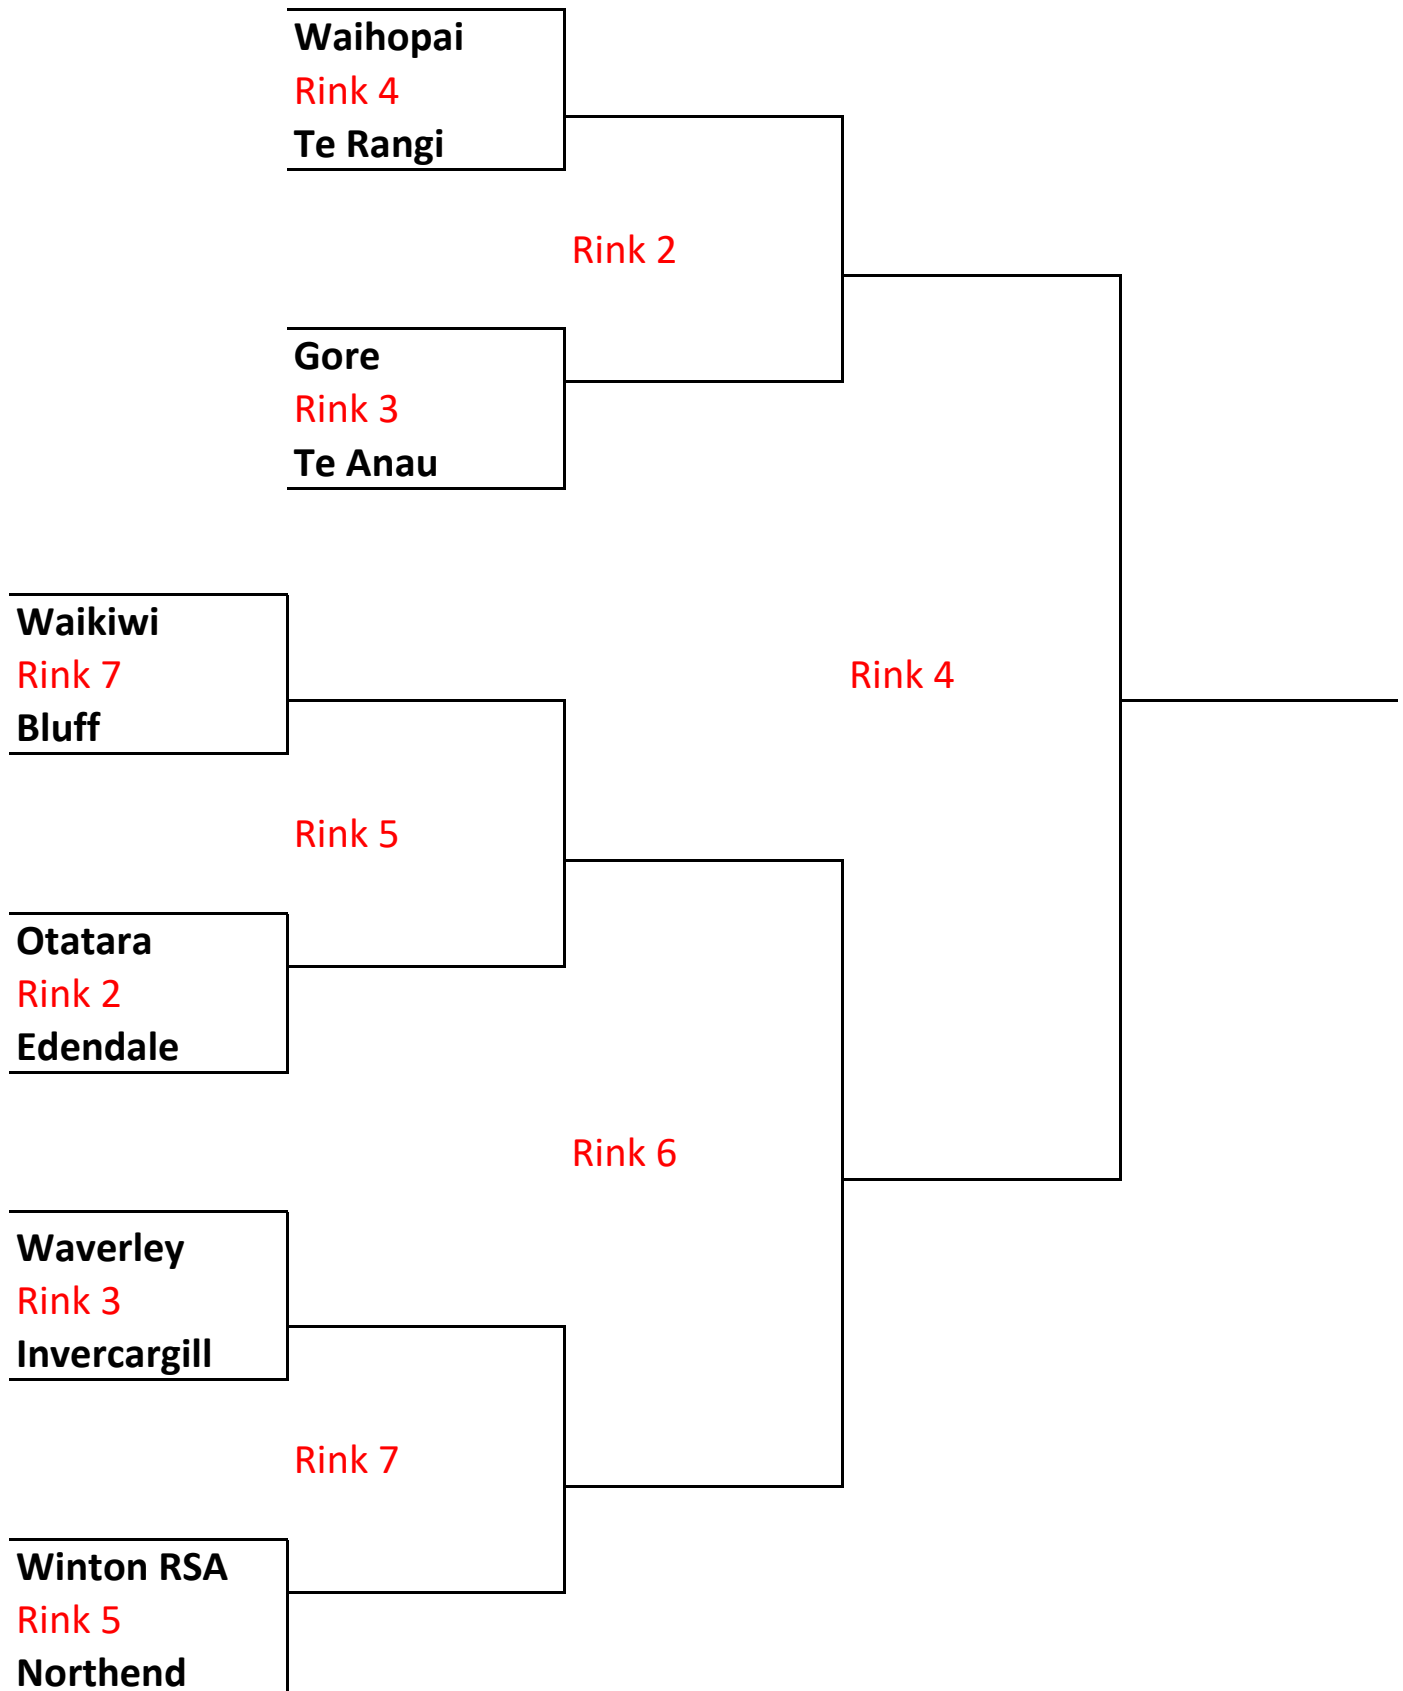 Waihopai
Rink 4
Te Rangi
Rink 2
Gore
Rink 3
Te Anau
Waikiwi
Rink 7
Rink 4
Bluff
Rink 5
Otatara
Rink 2
Edendale
Rink 6
Waverley
Rink 3
Invercargill
Rink 7
Winton RSA
Rink 5
Northend